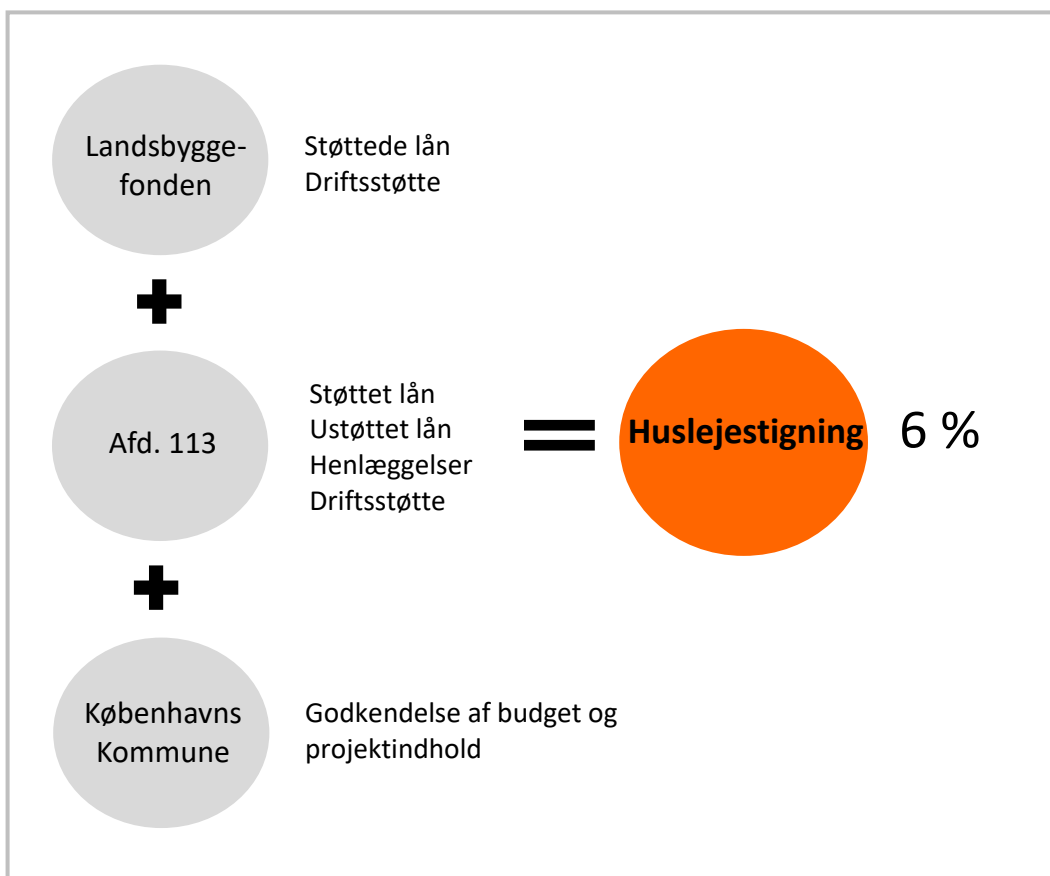 Landsbygge-
fonden
Støttede lån
Driftsstøtte
Afd. 113
Støttet lån
Ustøttet lån
Henlæggelser
Driftsstøtte
Huslejestigning
6 %
Københavns
Kommune
Godkendelse af budget og
projektindhold